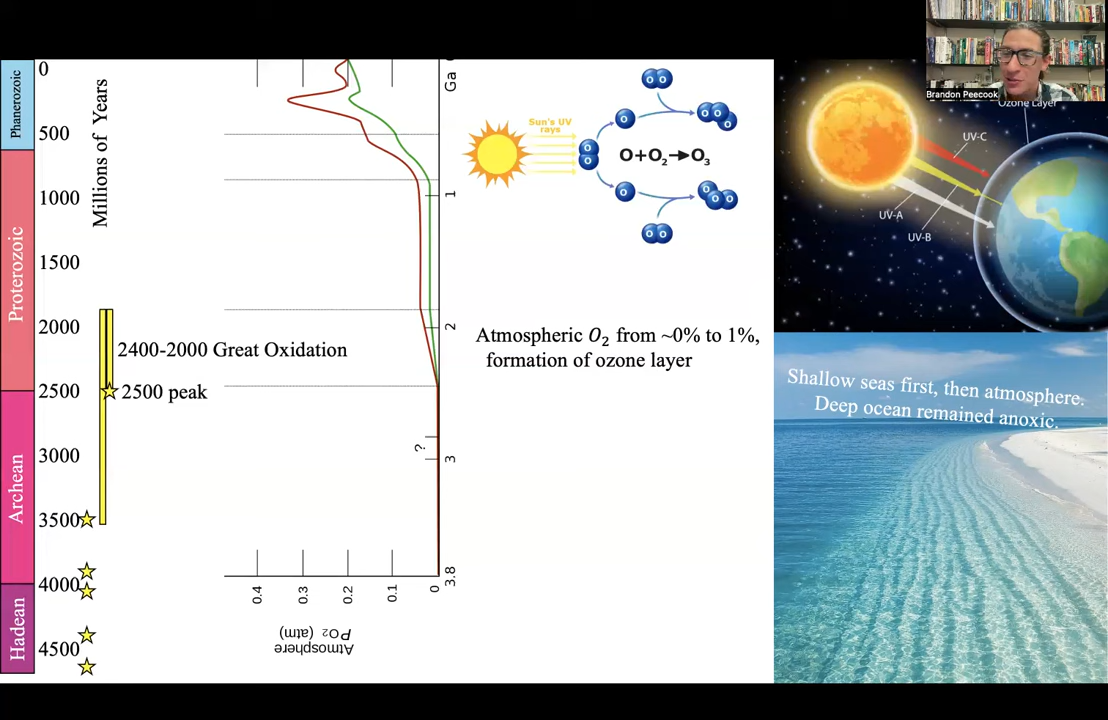 Phanerozoic
Proterozoic
Archean
Hadean
0
500
1000
1500
2000
2500
3000
3500
4000
4500
Millions of Years
2400-2000 Great Oxidation
2500 peak
Ga
1
2
3
3.8
?
0.4
0.3
0.2
0.1
0
Atmosphere
PO₂ (atm)
Sun's UV
rays
O O
O
O O
O
O
O
O+O₂→O₃
O
O O
O
O O
Atmospheric O₂ from ~0% to 1%,
formation of ozone layer
Brandon Peecook
Ozone Layer
UV-C
UV-A
UV-B
Shallow seas first, then atmosphere.
Deep ocean remained anoxic.